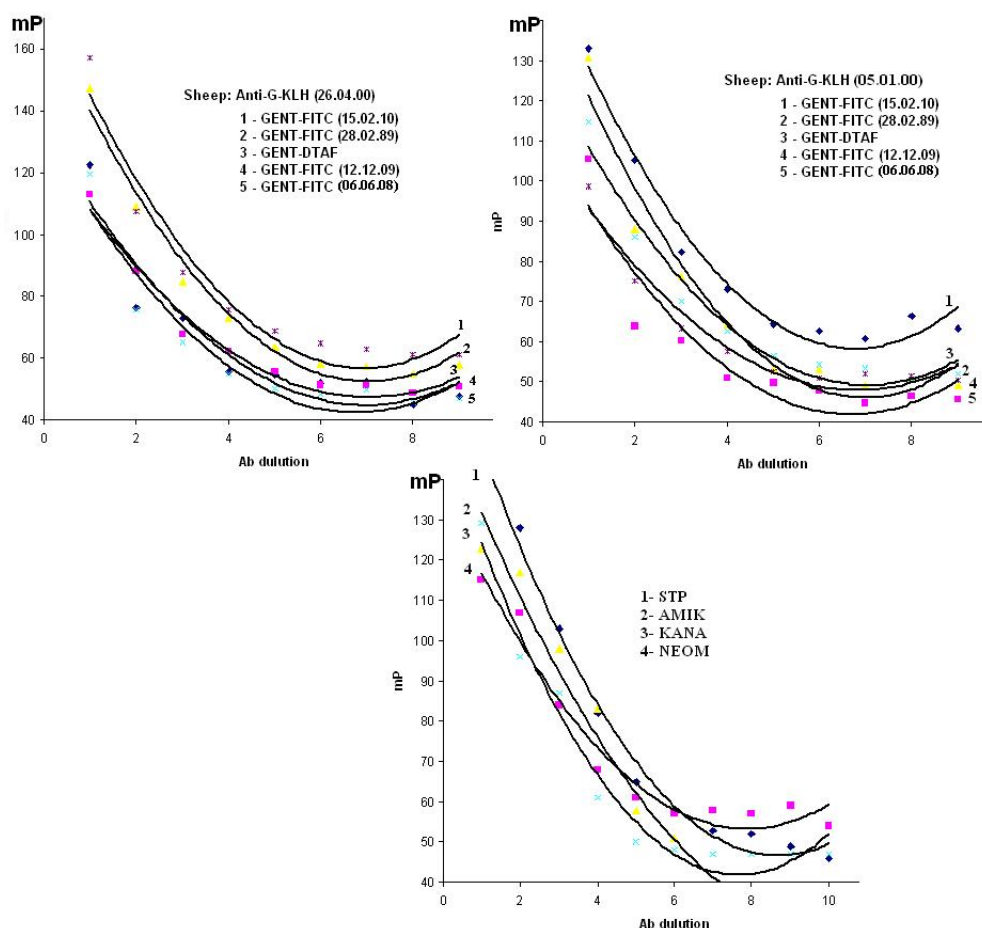 mP
160
140
120
100
80
60
40
0
2
4
6
8
Ab dulution
Sheep: Anti-G-KLH (26.04.00)
1 - GENT-FITC (15.02.10)
2 - GENT-FITC (28.02.89)
3 - GENT-DTAF
4 - GENT-FITC (12.12.09)
5 - GENT-FITC (06.06.08)
1
2
3
4
5
mP
130
120
110
100
90
80
70
60
50
40
mP
0
2
4
6
8
Ab dulution
Sheep: Anti-G-KLH (05.01.00)
1 - GENT-FITC (15.02.10)
2 - GENT-FITC (28.02.89)
3 - GENT-DTAF
4 - GENT-FITC (12.12.09)
5 - GENT-FITC (06.06.08)
1
3
2
4
5
mP
130
120
110
100
90
80
70
60
50
40
mP
1
2
3
4
1- STP
2- AMIK
3- KANA
4- NEOM
0
2
4
6
8
10
Ab dulution